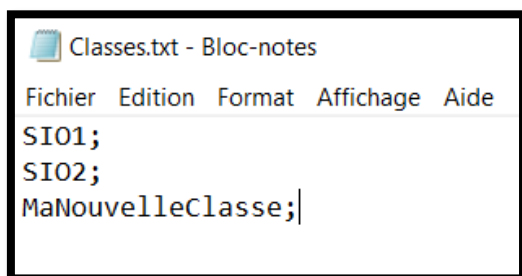 Classes.txt - Bloc-notes
Fichier Edition Format Affichage Aide
SIO1;
SIO2;
MaNouvelleClasse;